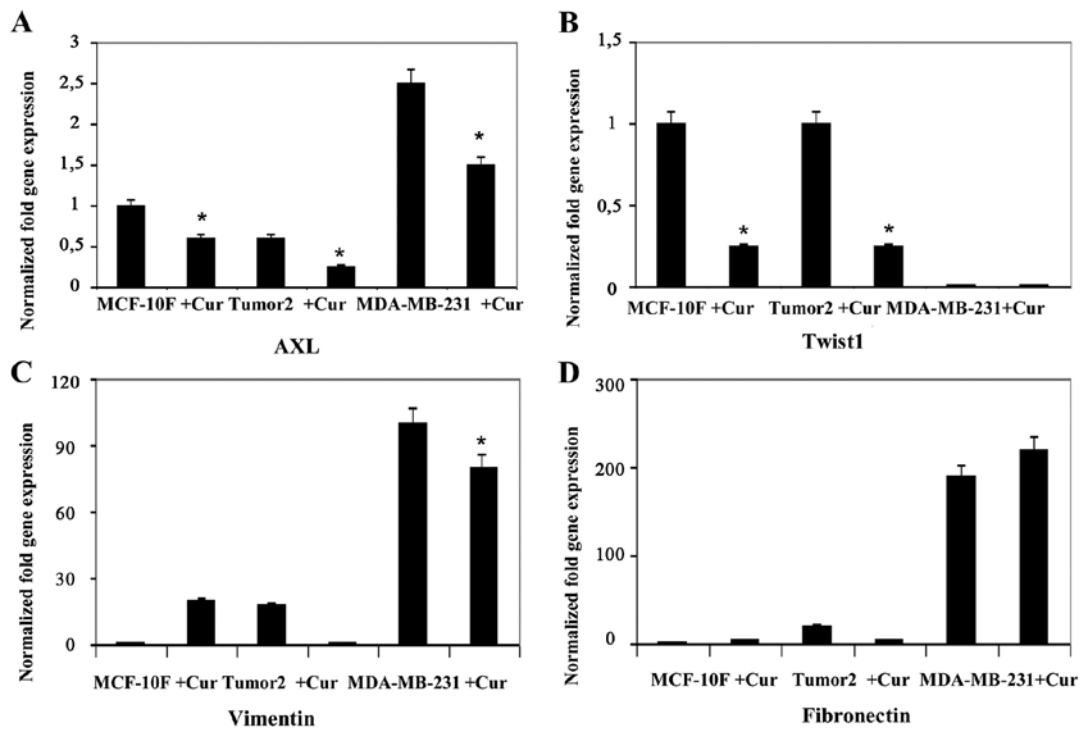 A
Normalized fold gene expression
3
2,5
2
1,5
1
0,5
0
*
*
*
MCF-10F +Cur Tumor2 +Cur MDA-MB-231 +Cur
AXL
B
Normalized fold gene expression
1,5
1
0,5
0
*
*
MCF-10F +Cur Tumor2 +Cur MDA-MB-231+Cur
Twist1
C
Normalized fold gene expression
120
90
60
30
0
*
MCF-10F +Cur Tumor2 +Cur MDA-MB-231 +Cur
Vimentin
D
Normalized fold gene expression
300
200
100
0
MCF-10F +Cur Tumor2 +Cur MDA-MB-231+Cur
Fibronectin